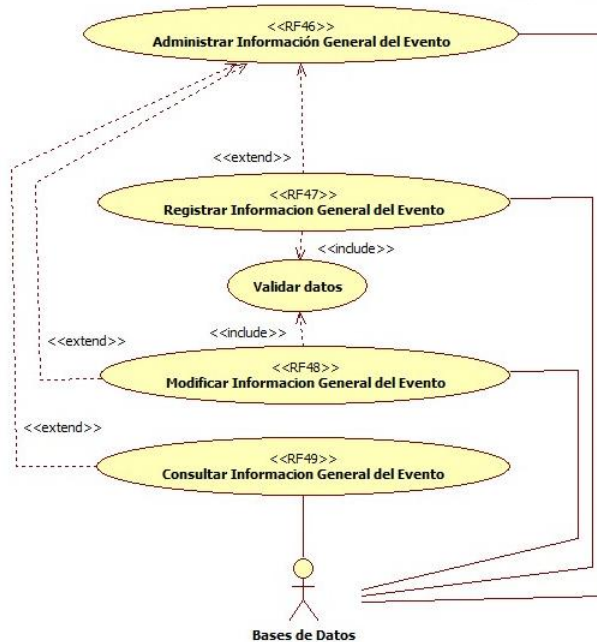 <<RF46>>
Administrar Información General del Evento
<<extend>>
<<RF47>>
Registrar Informacion General del Evento
<<include>>
Validar datos
<<include>>
<<extend>>
<<RF48>>
Modificar Informacion General del Evento
<<extend>>
<<RF49>>
Consultar Informacion General del Evento
Bases de Datos